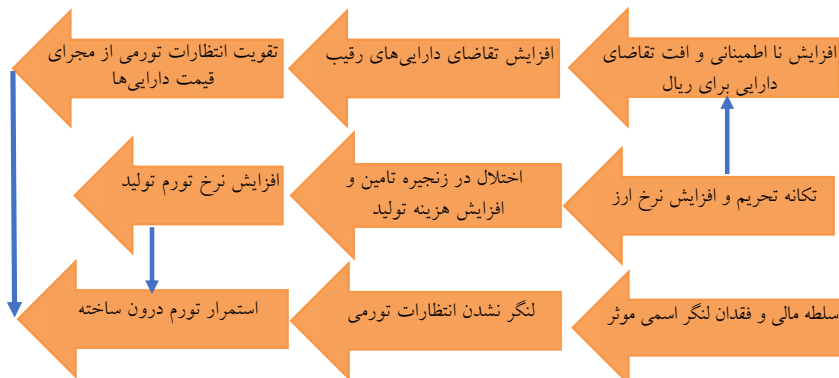 افزایش نا اطمینانی و افت تقاضای
دارایی برای ریال
افزایش تقاضای دارایی‌های رقیب
تقویت انتظارات تورمی از مجرای
قیمت دارایی‌ها
تکانه تحریم و افزایش نرخ ارز
اختلال در زنجیره تامین و
افزایش هزینه تولید
افزایش نرخ تورم تولید
سلطه مالی و فقدان لنگر اسمی موثر
لنگر نشدن انتظارات تورمی
استمرار تورم درون ساخته